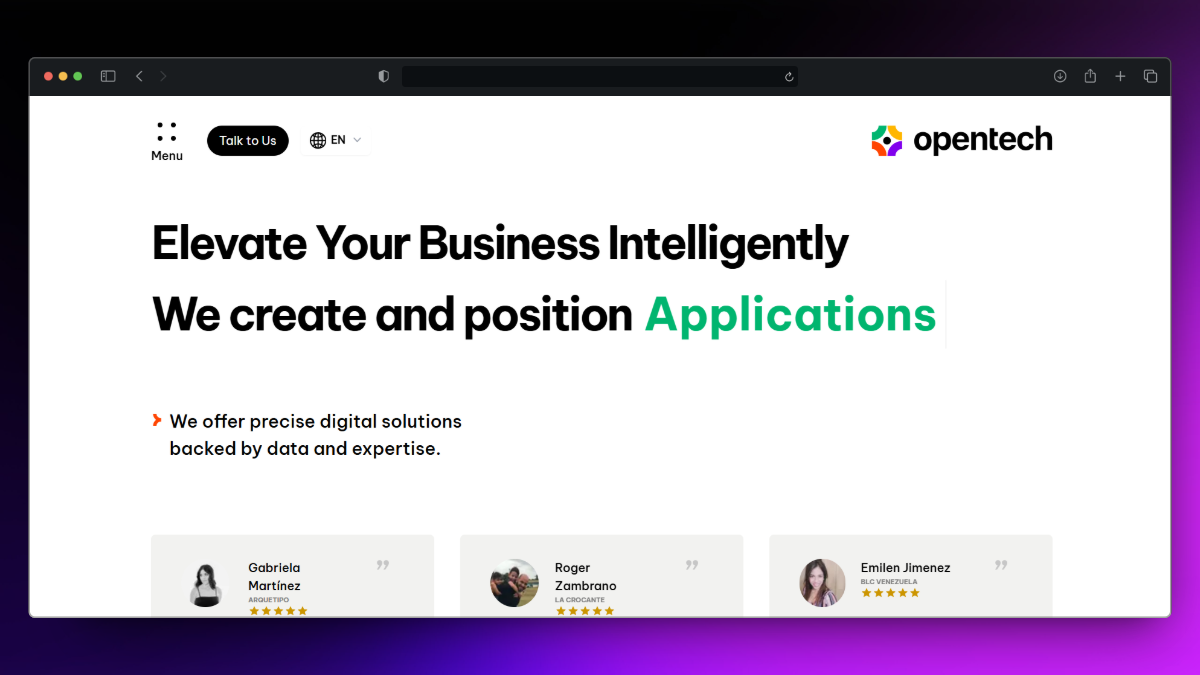 Menu
Talk to Us
EN
opentech
Elevate Your Business Intelligently
We create and position Applications
We offer precise digital solutions
backed by data and expertise.
Gabriela
Martínez
ARQUETIPO
”
Roger
Zambrano
LA CROCANTE
”
Emilen Jimenez
BLC VENEZUELA
”